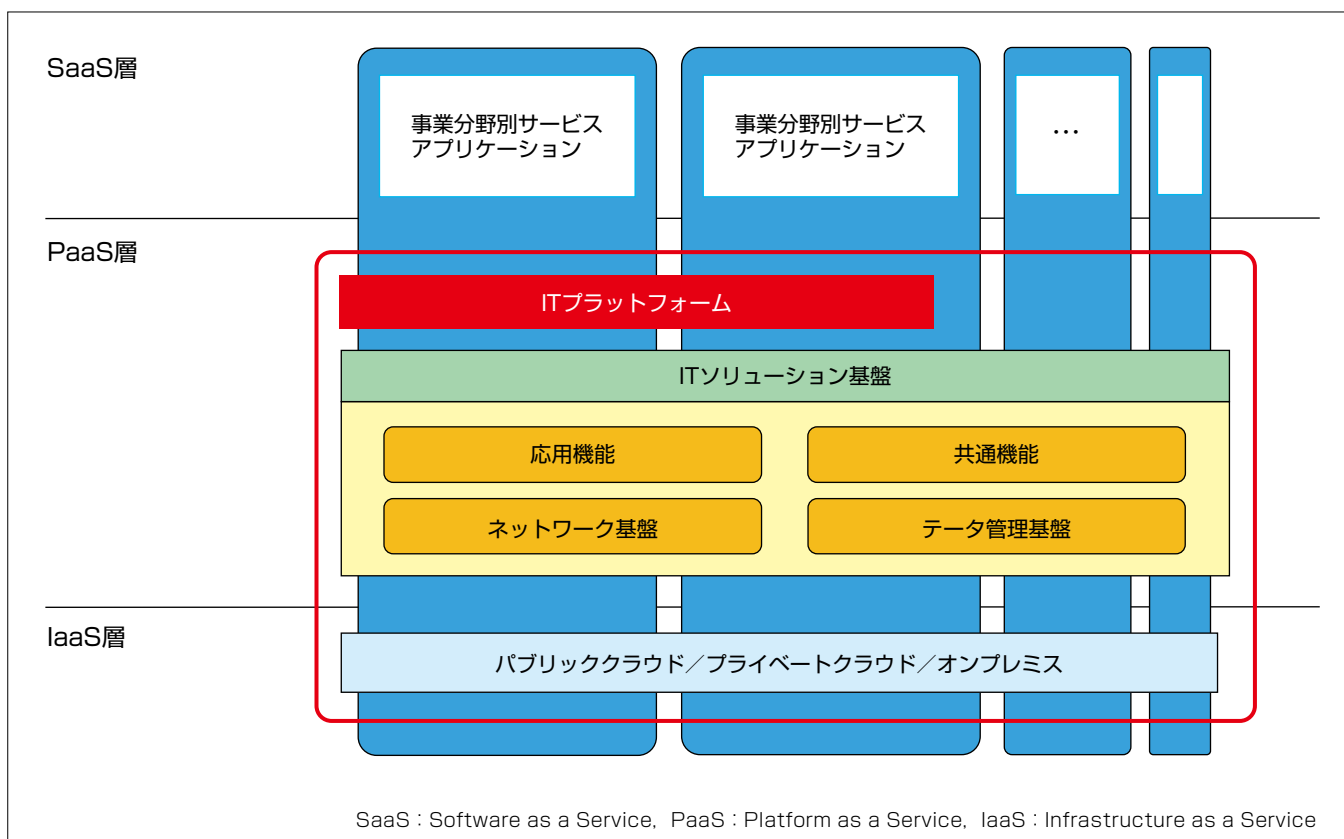 SaaS層
事業分野別サービス
アプリケーション
事業分野別サービス
アプリケーション
…
PaaS層
ITプラットフォーム
ITソリューション基盤
応用機能
共通機能
ネットワーク基盤
テータ管理基盤
IaaS層
パブリッククラウド／プライベートクラウド／オンプレミス
SaaS：Software as a Service, PaaS：Platform as a Service, IaaS：Infrastructure as a Service